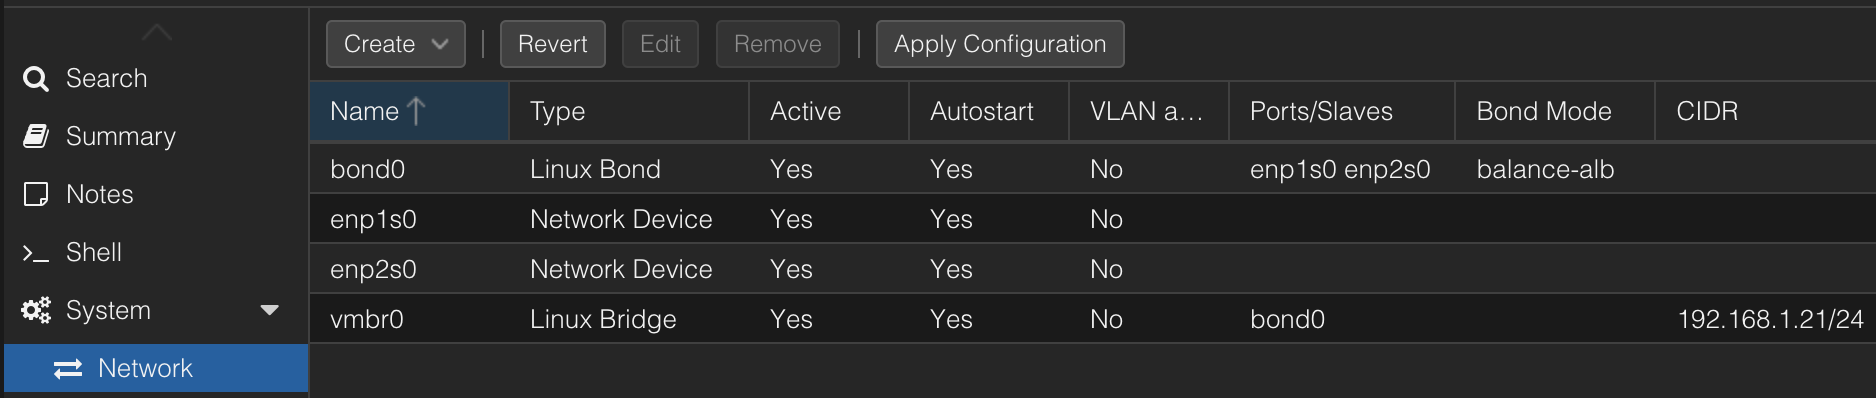 Search
Summary
Notes
Shell
System
Network
Create Revert Edit Remove Apply Configuration
Name Type Active Autostart VLAN a... Ports/Slaves Bond Mode CIDR
bond0 Linux Bond Yes Yes No enp1s0 enp2s0 balance-alb
enp1s0 Network Device Yes Yes No
enp2s0 Network Device Yes Yes No
vmbr0 Linux Bridge Yes Yes No bond0 192.168.1.21/24